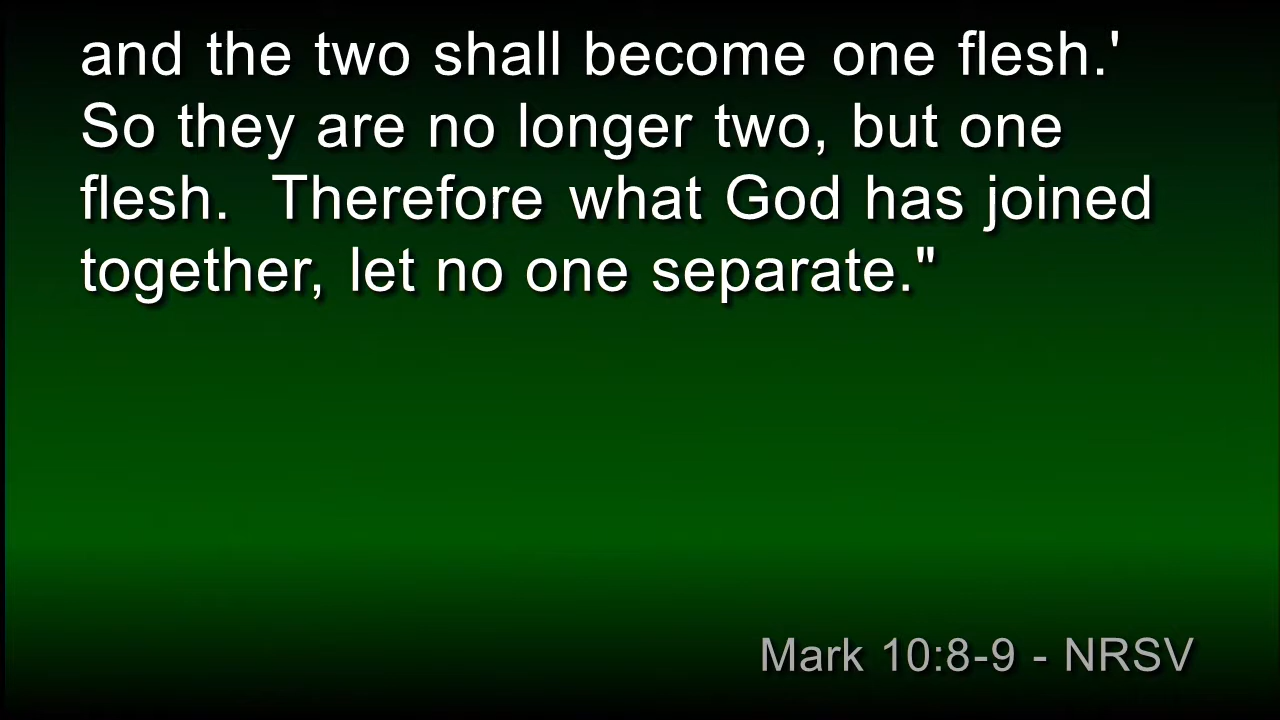 and the two shall become one flesh.'
So they are no longer two, but one
flesh.  Therefore what God has joined
together, let no one separate."
Mark 10:8-9 - NRSV